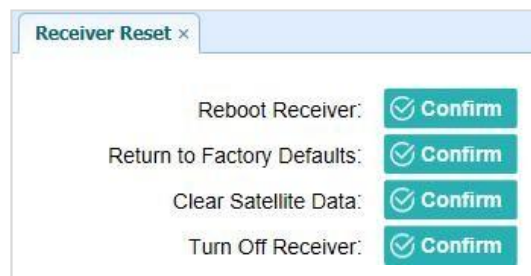 Receiver Reset ×
Reboot Receiver: Confirm
Return to Factory Defaults: Confirm
Clear Satellite Data: Confirm
Turn Off Receiver: Confirm